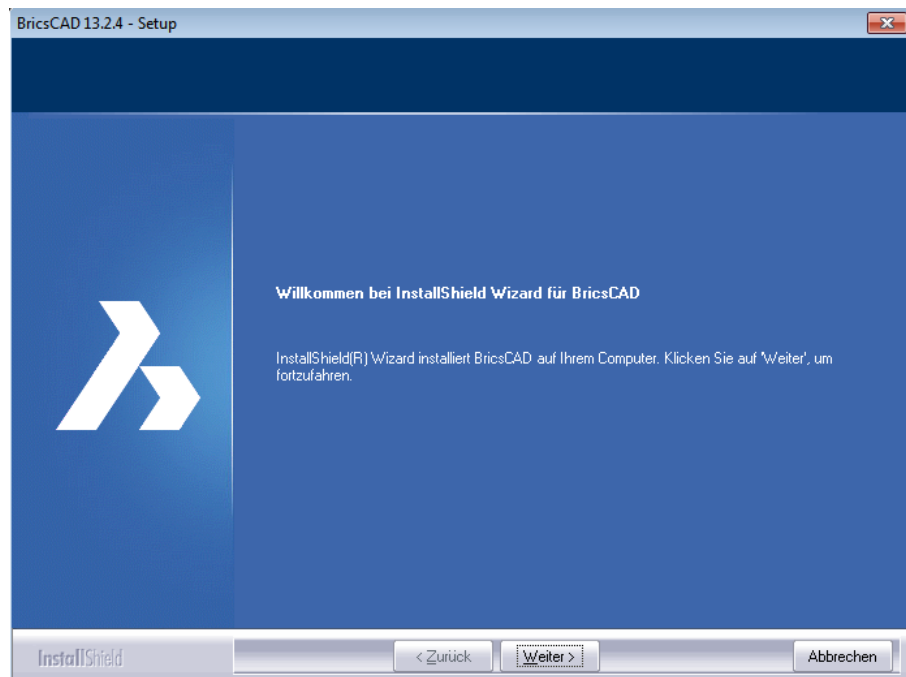 BricsCAD 13.2.4 - Setup
Willkommen bei InstallShield Wizard für BricsCAD
InstallShield(R) Wizard installiert BricsCAD auf Ihrem Computer. Klicken Sie auf 'Weiter', um
fortzufahren.
InstallShield
< Zurück
Weiter >
Abbrechen